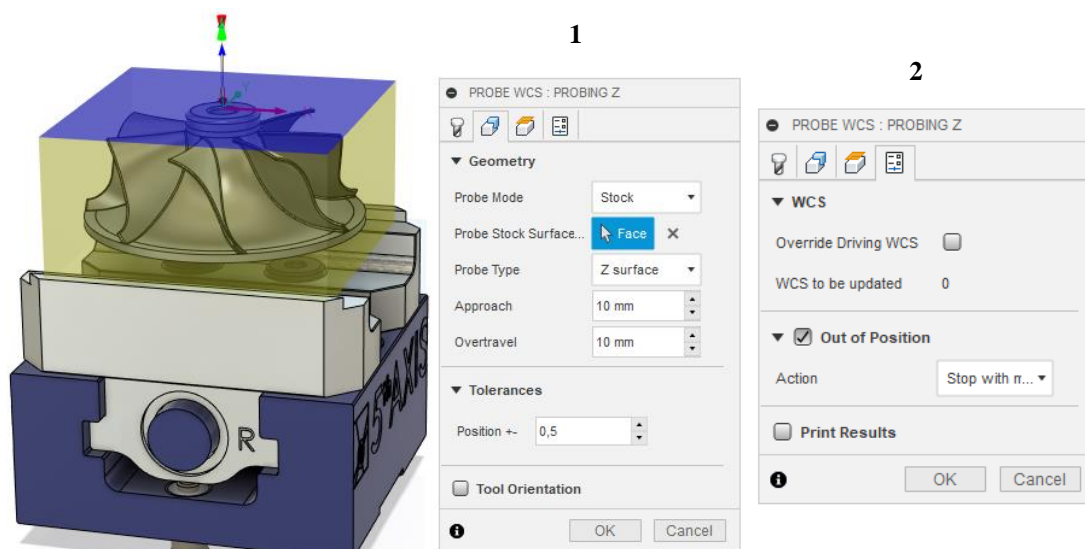 1
2
PROBE WCS : PROBING Z
Geometry
Probe Mode Stock
Probe Stock Surface... Face
Probe Type Z surface
Approach 10 mm
Overtravel 10 mm
Tolerances
Position +- 0,5
Tool Orientation
OK Cancel
PROBE WCS : PROBING Z
WCS
Override Driving WCS
WCS to be updated 0
Out of Position
Action Stop with m...
Print Results
OK Cancel
X
Y
5th AXIS
R